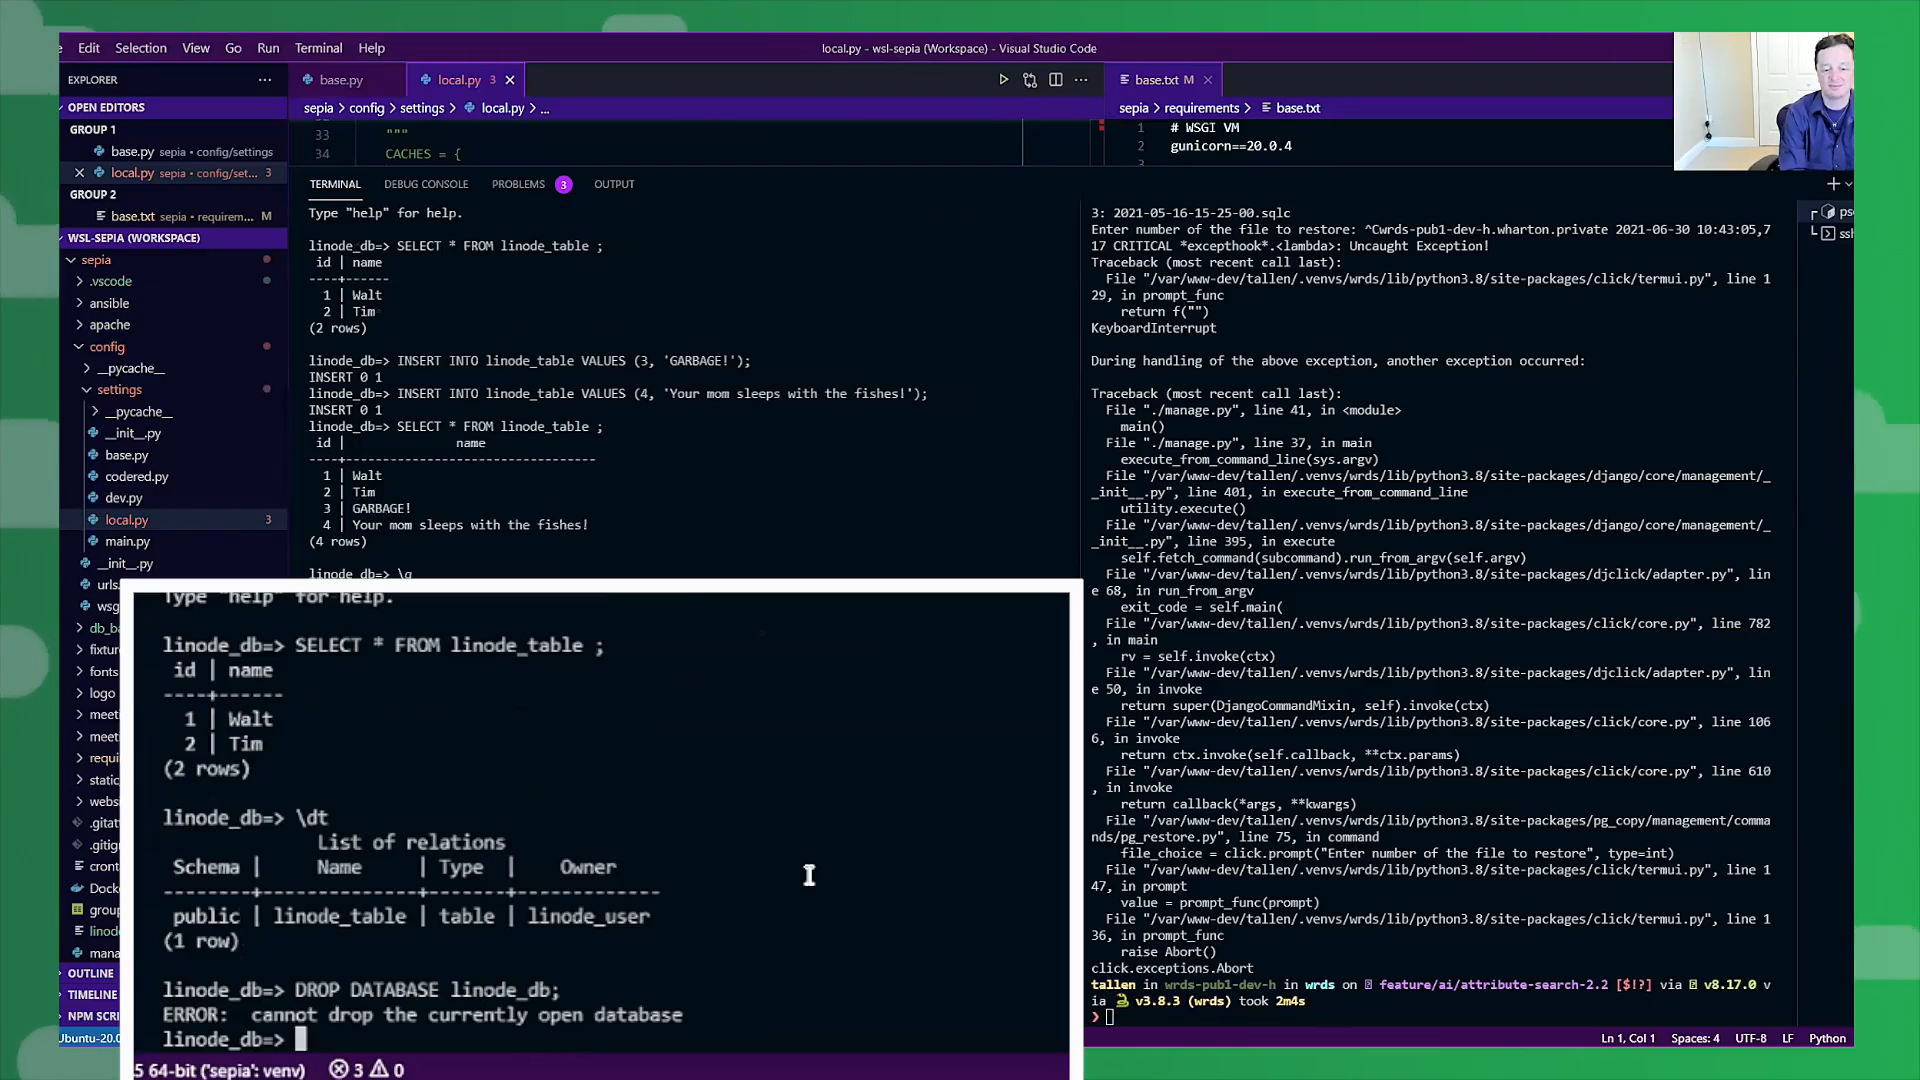 Edit Selection View Go Run Terminal Help
local.py - wsl-sepia (Workspace) - Visual Studio Code
EXPLORER
OPEN EDITORS
GROUP 1
base.py sepia • config/settings
local.py sepia • config/set... 3
GROUP 2
base.txt sepia • requirem... M
WSL-SEPIA (WORKSPACE)
sepia
.vscode
ansible
apache
config
__pycache__
settings
__pycache__
__init__.py
base.py
codered.py
dev.py
local.py 3
main.py
__init__.py
urls.
wsg
db_ba
fixtur
fonts
logo
meeti
meeti
requi
static
websi
.gitatt
.gitig
cront
Docke
group
linod
mana
OUTLINE
TIMELINE
NPM SCRI
Ubuntu-20.0
base.py
local.py 3
sepia > config > settings > local.py > ...
33 """
34 CACHES = {
base.txt M
sepia > requirements > base.txt
1 # WSGI VM
2 gunicorn==20.0.4
3
TERMINAL DEBUG CONSOLE PROBLEMS 3 OUTPUT
Type "help" for help.
linode_db=> SELECT * FROM linode_table ;
id | name
----+------
1 | Walt
2 | Tim
(2 rows)
linode_db=> INSERT INTO linode_table VALUES (3, 'GARBAGE!');
INSERT 0 1
linode_db=> INSERT INTO linode_table VALUES (4, 'Your mom sleeps with the fishes!');
INSERT 0 1
linode_db=> SELECT * FROM linode_table ;
id | name
----+----------------------------------
1 | Walt
2 | Tim
3 | GARBAGE!
4 | Your mom sleeps with the fishes!
(4 rows)
linode_db=> \q
Type "help" for help.
linode_db=> SELECT * FROM linode_table ;
id | name
----+------
1 | Walt
2 | Tim
(2 rows)
linode_db=> \dt
List of relations
Schema | Name | Type | Owner
--------+--------------+-------+-------------
public | linode_table | table | linode_user
(1 row)
linode_db=> DROP DATABASE linode_db;
ERROR: cannot drop the currently open database
linode_db=>
5 64-bit ('sepia': venv) 3 0
3: 2021-05-16-15-25-00.sqlc
Enter number of the file to restore: ^Cwrds-pub1-dev-h.wharton.private 2021-06-30 10:43:05,7
17 CRITICAL *excepthook*.<lambda>: Uncaught Exception!
Traceback (most recent call last):
File "/var/www-dev/tallen/.venvs/wrds/lib/python3.8/site-packages/click/termui.py", line 1
29, in prompt_func
return f("")
KeyboardInterrupt
During handling of the above exception, another exception occurred:
Traceback (most recent call last):
File "./manage.py", line 41, in <module>
main()
File "./manage.py", line 37, in main
execute_from_command_line(sys.argv)
File "/var/www-dev/tallen/.venvs/wrds/lib/python3.8/site-packages/django/core/management/_
_init__.py", line 401, in execute_from_command_line
utility.execute()
File "/var/www-dev/tallen/.venvs/wrds/lib/python3.8/site-packages/django/core/management/_
_init__.py", line 395, in execute
self.fetch_command(subcommand).run_from_argv(self.argv)
File "/var/www-dev/tallen/.venvs/wrds/lib/python3.8/site-packages/djclick/adapter.py", lin
e 68, in run_from_argv
exit_code = self.main(
File "/var/www-dev/tallen/.venvs/wrds/lib/python3.8/site-packages/click/core.py", line 782
, in main
rv = self.invoke(ctx)
File "/var/www-dev/tallen/.venvs/wrds/lib/python3.8/site-packages/djclick/adapter.py", lin
e 50, in invoke
return super(DjangoCommandMixin, self).invoke(ctx)
File "/var/www-dev/tallen/.venvs/wrds/lib/python3.8/site-packages/click/core.py", line 106
6, in invoke
return ctx.invoke(self.callback, **ctx.params)
File "/var/www-dev/tallen/.venvs/wrds/lib/python3.8/site-packages/click/core.py", line 610
, in invoke
return callback(*args, **kwargs)
File "/var/www-dev/tallen/.venvs/wrds/lib/python3.8/site-packages/pg_copy/management/comma
nds/pg_restore.py", line 75, in command
file_choice = click.prompt("Enter number of the file to restore", type=int)
File "/var/www-dev/tallen/.venvs/wrds/lib/python3.8/site-packages/click/termui.py", line 1
47, in prompt
value = prompt_func(prompt)
File "/var/www-dev/tallen/.venvs/wrds/lib/python3.8/site-packages/click/termui.py", line 1
36, in prompt_func
raise Abort()
click.exceptions.Abort
tallen in wrds-pub1-dev-h in wrds on feature/ai/attribute-search-2.2 [$!?] via v8.17.0 v
ia v3.8.3 (wrds) took 2m4s
❯
ps
ssh
Ln 1, Col 1 Spaces: 4 UTF-8 LF Python